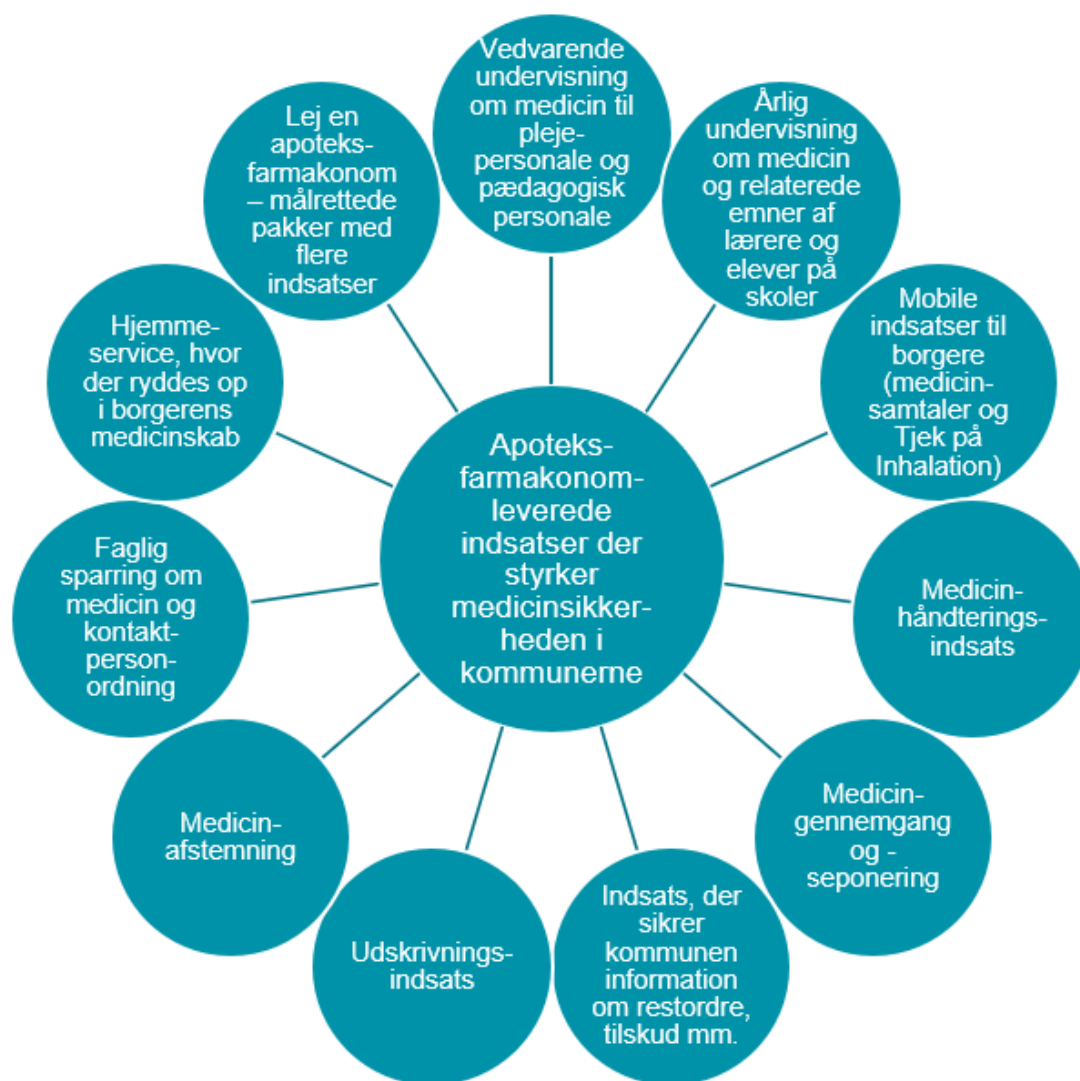 Vedvarende
undervisning
om medicin til
pleje-
personale og
pædagogisk
personale
Årlig
undervisning
om medicin
og relaterede
emner af
lærere og
elever på
skoler
Mobile
indsatser til
borgere
(medicin-
samtaler og
Tjek på
Inhalation)
Medicin-
håndterings-
indsats
Medicin-
gennemgang
og -
seponering
Indsats, der
sikrer
kommunen
information
om restordre,
tilskud mm.
Udskrivnings-
indsats
Medicin-
afstemning
Faglig
sparring om
medicin og
kontakt-
person-
ordning
Hjemme-
service, hvor
der ryddes op
i borgerens
medicinskab
Lej en
apoteks-
farmakonom
– målrettede
pakker med
flere
indsatser
Apoteks-
farmakonom-
leverede
indsatser der
styrker
medicinsikker-
heden i
kommunerne